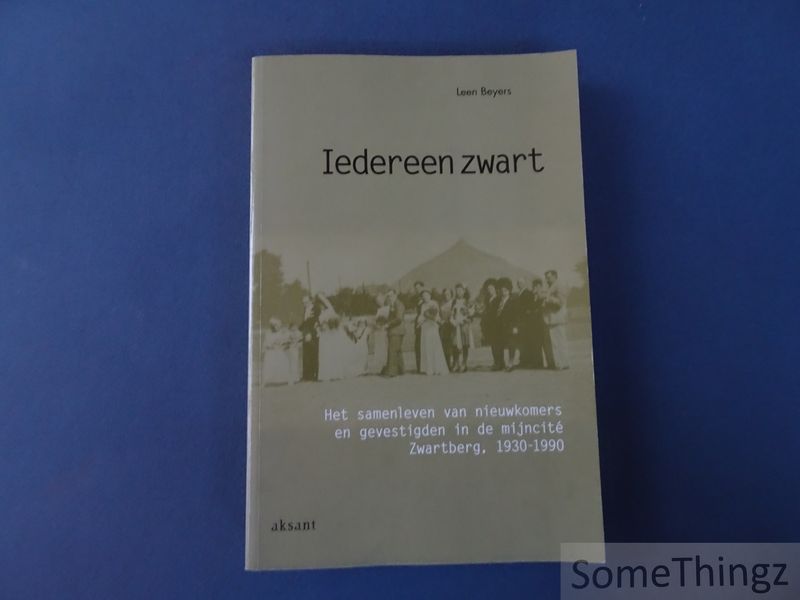 Leen Beyers
Iedereen zwart
Het samenleven van nieuwkomers
en gevestigden in de mijncité
Zwartberg, 1930-1990
aksant
SomeThingz